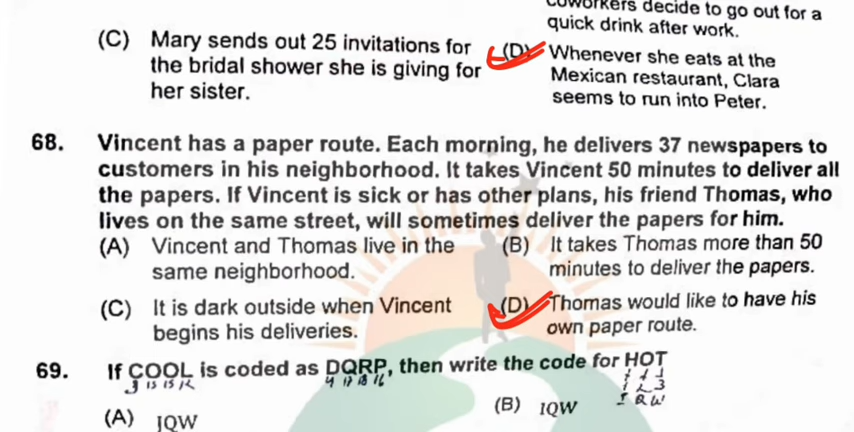 coworkers decide to go out for a
quick drink after work.
(C) Mary sends out 25 invitations for
the bridal shower she is giving for
her sister.
(D) Whenever she eats at the
Mexican restaurant, Clara
seems to run into Peter.
68. Vincent has a paper route. Each morning, he delivers 37 newspapers to
customers in his neighborhood. It takes Vincent 50 minutes to deliver all
the papers. If Vincent is sick or has other plans, his friend Thomas, who
lives on the same street, will sometimes deliver the papers for him.
(A) Vincent and Thomas live in the
same neighborhood.
(B) It takes Thomas more than 50
minutes to deliver the papers.
(C) It is dark outside when Vincent
begins his deliveries.
(D) Thomas would like to have his
own paper route.
69. If COOL is coded as DQRP, then write the code for HOT
3 15 15 12 4 17 18 16
1 2 3
I Q W
(A) JQW
(B) IQW